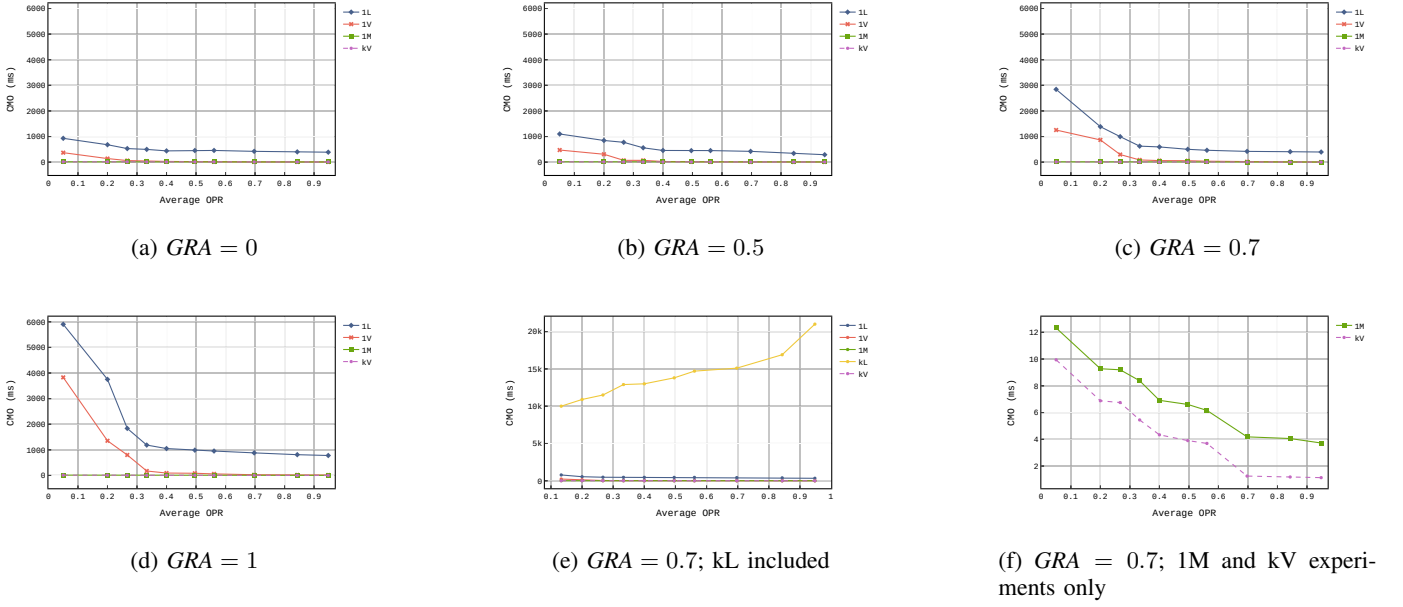 6000
5000
4000
3000
2000
1000
0
CMO (ms)
0 0.1 0.2 0.3 0.4 0.5 0.6 0.7 0.8 0.9
Average OPR
1L
1V
1M
kV
(a) GRA = 0
6000
5000
4000
3000
2000
1000
0
CMO (ms)
0 0.1 0.2 0.3 0.4 0.5 0.6 0.7 0.8 0.9
Average OPR
1L
1V
1M
kV
(b) GRA = 0.5
6000
5000
4000
3000
2000
1000
0
CMO (ms)
0 0.1 0.2 0.3 0.4 0.5 0.6 0.7 0.8 0.9
Average OPR
1L
1V
1M
kV
(c) GRA = 0.7
6000
5000
4000
3000
2000
1000
0
CMO (ms)
0 0.1 0.2 0.3 0.4 0.5 0.6 0.7 0.8 0.9
Average OPR
1L
1V
1M
kV
(d) GRA = 1
20k
15k
10k
5k
0
CMO (ms)
0.1 0.2 0.3 0.4 0.5 0.6 0.7 0.8 0.9 1
Average OPR
1L
1V
1M
kL
kV
(e) GRA = 0.7; kL included
12
10
8
6
4
2
CMO (ms)
0 0.1 0.2 0.3 0.4 0.5 0.6 0.7 0.8 0.9
Average OPR
1M
kV
(f) GRA = 0.7; 1M and kV experi-
ments only